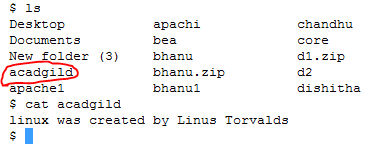 $ ls
Desktop apachi chandhu
Documents bea core
New folder (3) bhanu d1.zip
acadgild bhanu.zip d2
apache1 bhanu1 dishitha
$ cat acadgild
linux was created by Linus Torvalds
$